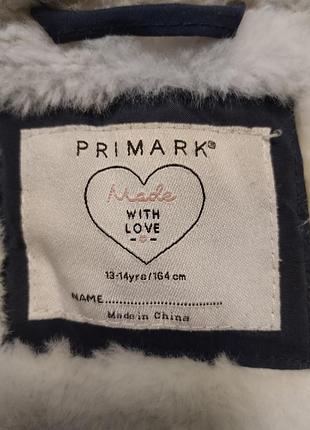 PRIMARK®
Made
WITH
LOVE
13-14yrs/164 cm
NAME..............................
Made in China